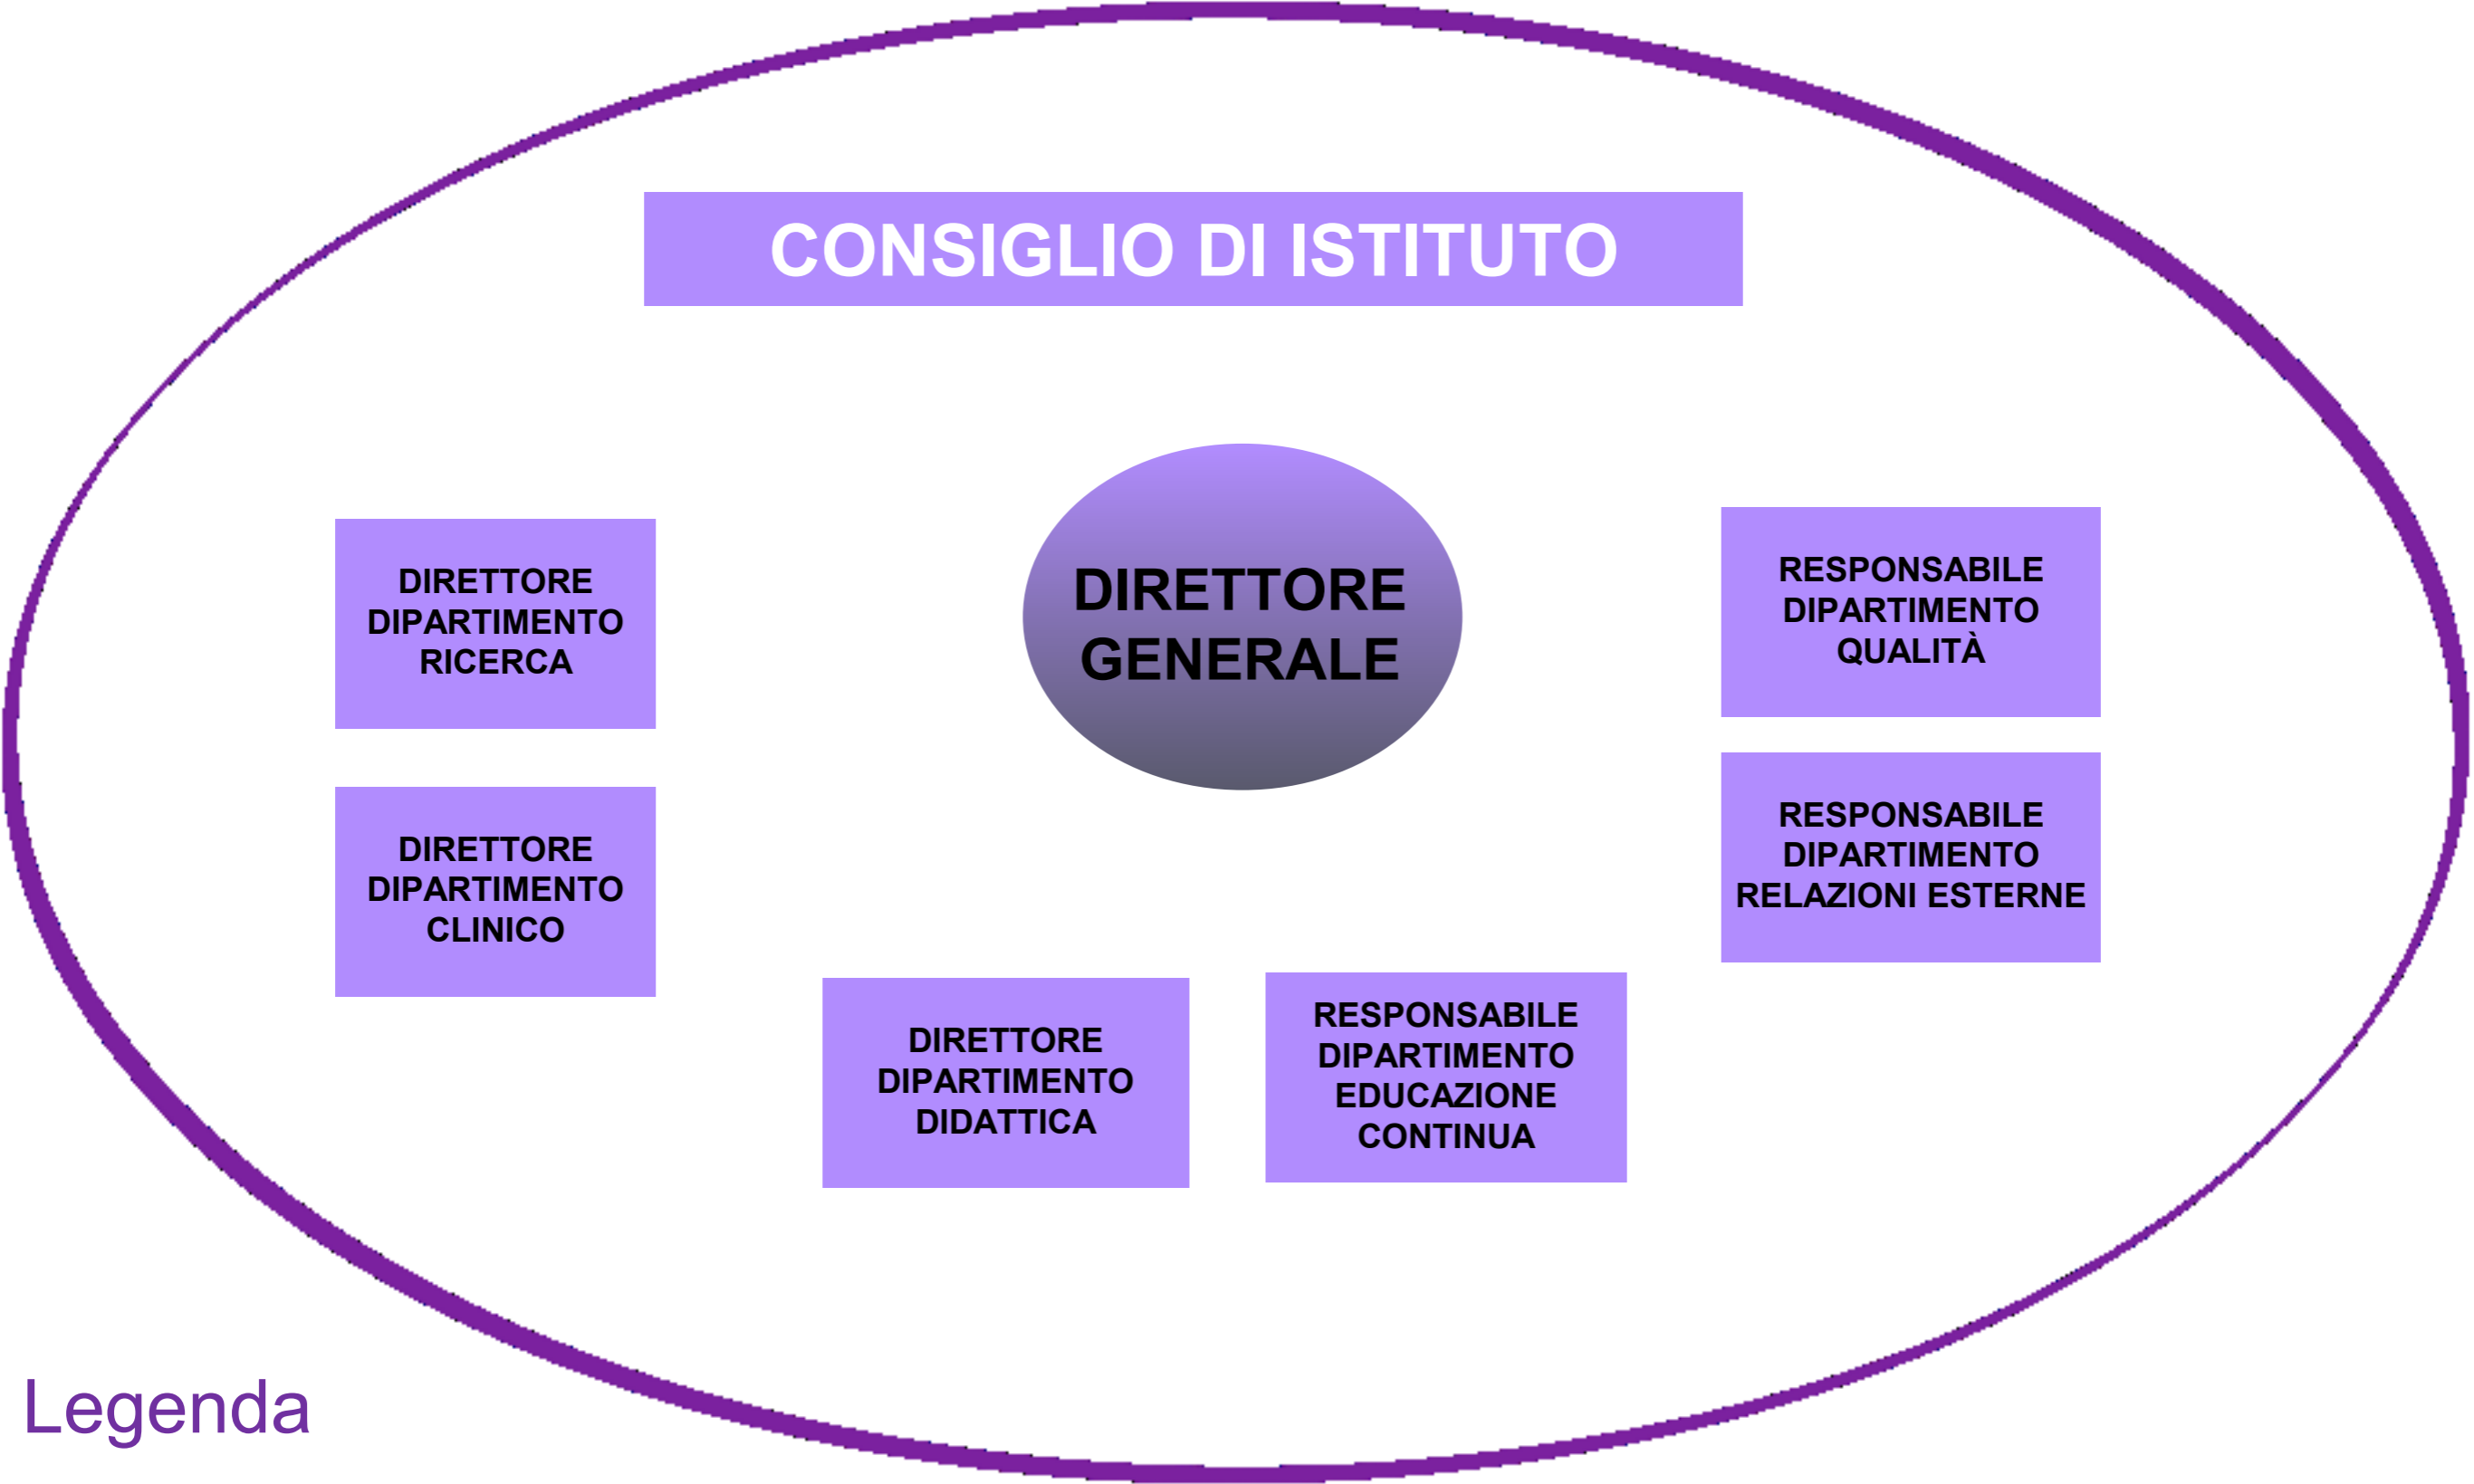 CONSIGLIO DI ISTITUTO
DIRETTORE
GENERALE
DIRETTORE
DIPARTIMENTO
RICERCA
RESPONSABILE
DIPARTIMENTO
QUALITÀ
DIRETTORE
DIPARTIMENTO
CLINICO
RESPONSABILE
DIPARTIMENTO
RELAZIONI ESTERNE
DIRETTORE
DIPARTIMENTO
DIDATTICA
RESPONSABILE
DIPARTIMENTO
EDUCAZIONE
CONTINUA
Legenda